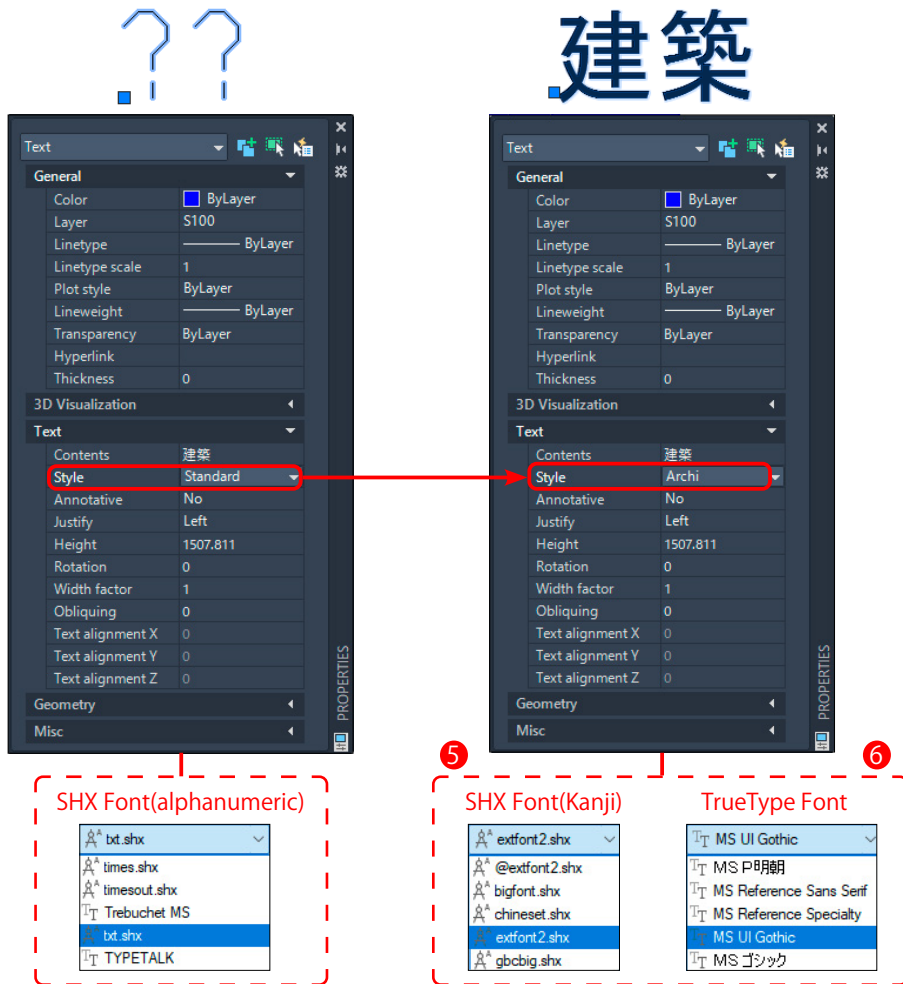 ??
建築
Text
General
Color ByLayer
Layer S100
Linetype ByLayer
Linetype scale 1
Plot style ByLayer
Lineweight ByLayer
Transparency ByLayer
Hyperlink
Thickness 0
3D Visualization
Text
Contents 建築
Style Standard
Annotative No
Justify Left
Height 1507.811
Rotation 0
Width factor 1
Obliquing 0
Text alignment X 0
Text alignment Y 0
Text alignment Z 0
Geometry
Misc
PROPERTIES
Text
General
Color ByLayer
Layer S100
Linetype ByLayer
Linetype scale 1
Plot style ByLayer
Lineweight ByLayer
Transparency ByLayer
Hyperlink
Thickness 0
3D Visualization
Text
Contents 建築
Style Archi
Annotative No
Justify Left
Height 1507.811
Rotation 0
Width factor 1
Obliquing 0
Text alignment X 0
Text alignment Y 0
Text alignment Z 0
Geometry
Misc
PROPERTIES
SHX Font(alphanumeric)
txt.shx
times.shx
timesout.shx
Trebuchet MS
txt.shx
TYPETALK
5
SHX Font(Kanji)
extfont2.shx
@extfont2.shx
bigfont.shx
chineset.shx
extfont2.shx
gbcbig.shx
6
TrueType Font
MS UI Gothic
MS P明朝
MS Reference Sans Serif
MS Reference Specialty
MS UI Gothic
MS ゴシック